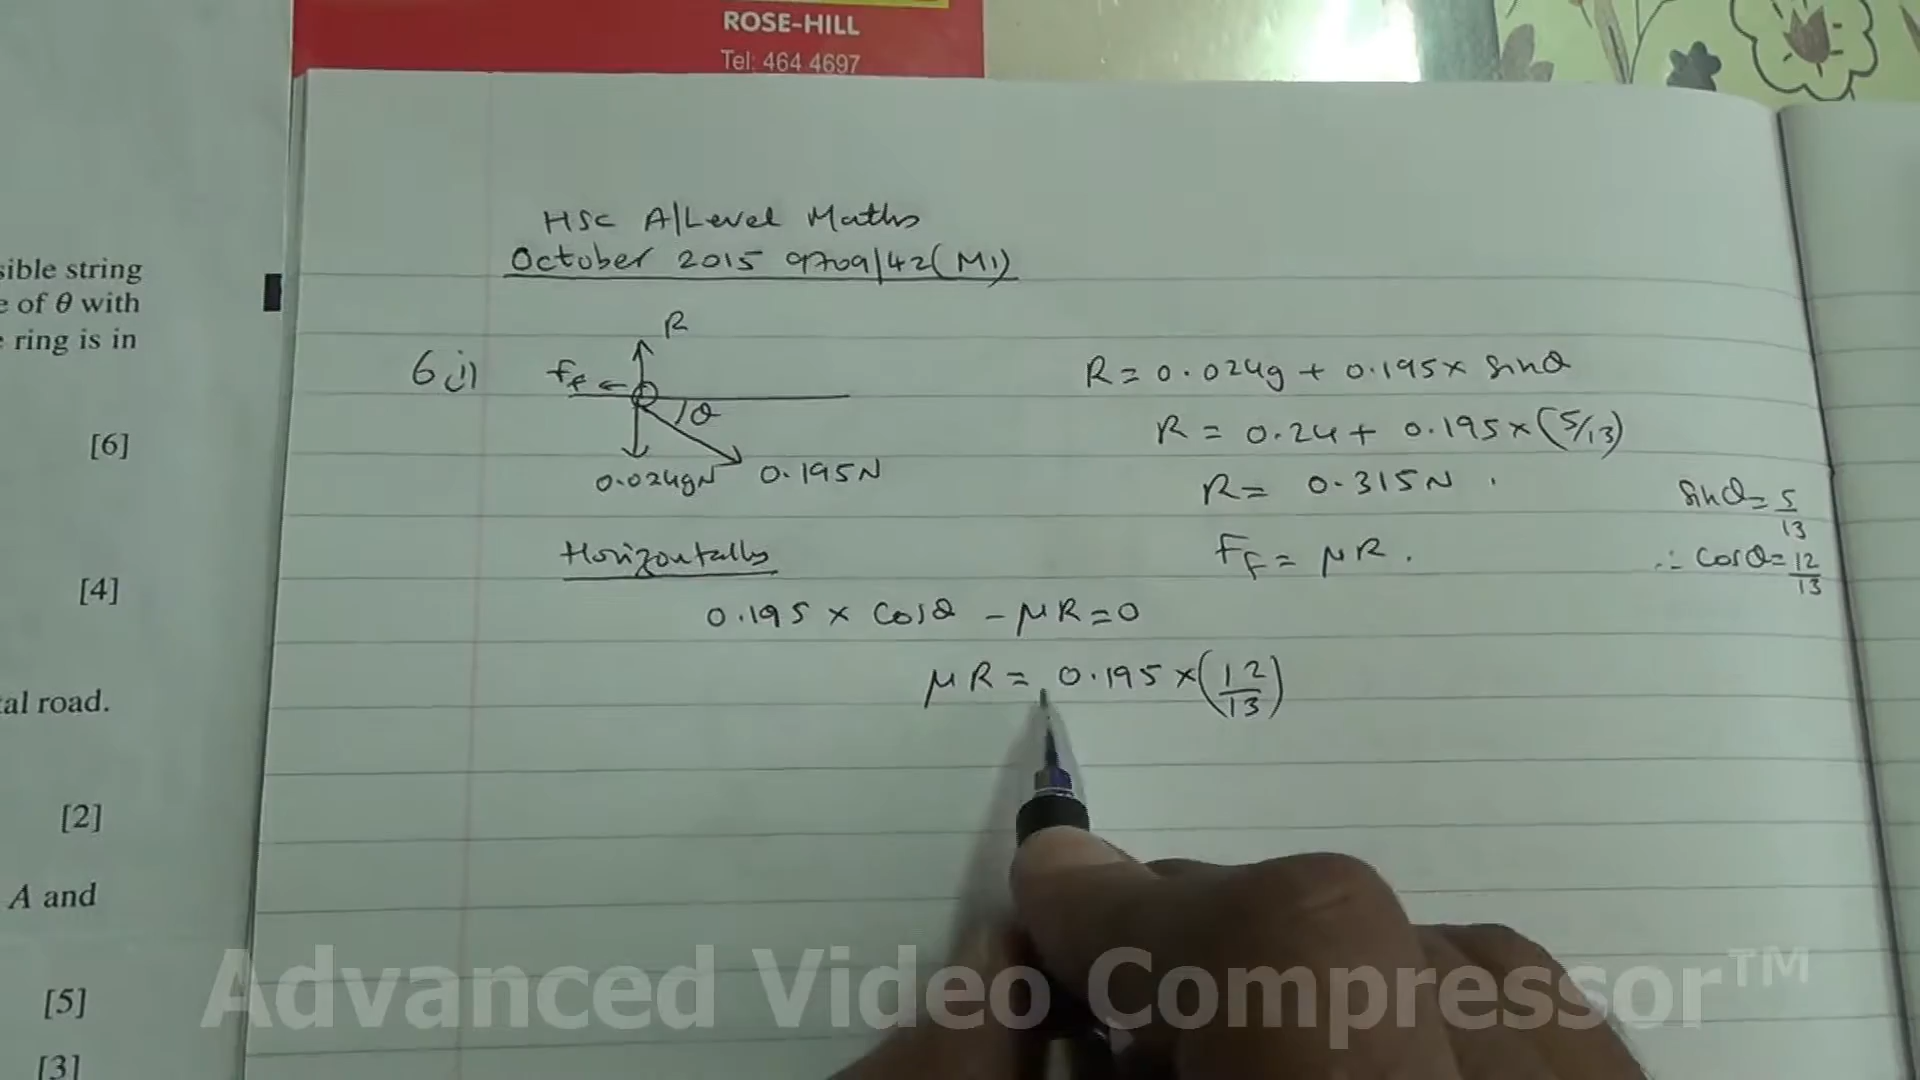 ROSE-HILL
Tel: 464 4697
sible string
e of θ with
ring is in
[6]
[4]
tal road.
[2]
A and
[5]
[3]
HSC A/Level Maths
October 2015 9709/42(M1)
6 i)
R
Ff
θ
0.024gN
0.195N
R = 0.024g + 0.195 x Sinθ
R = 0.24 + 0.195 x (5/13)
R = 0.315N .
Ff = μR .
Sinθ = 5/13
∴ Cosθ = 12/13
Horizontally
0.195 x Cosθ - μR = 0
μR = 0.195 x (12/13)
Advanced Video Compressor™